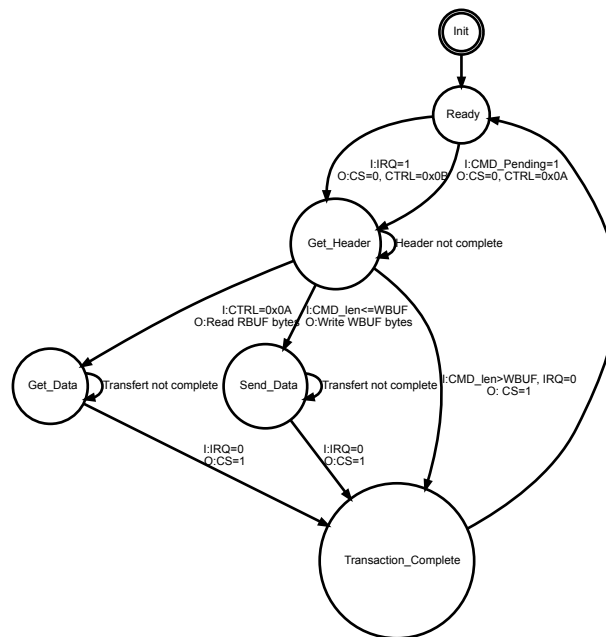 Init
Ready
I:IRQ=1
O:CS=0, CTRL=0x0B
I:CMD_Pending=1
O:CS=0, CTRL=0x0A
Get_Header
Header not complete
I:CTRL=0x0A
O:Read RBUF bytes
I:CMD_len<=WBUF
O:Write WBUF bytes
I:CMD_len>WBUF, IRQ=0
O: CS=1
Get_Data
Transfert not complete
Send_Data
Transfert not complete
I:IRQ=0
O:CS=1
I:IRQ=0
O:CS=1
Transaction_Complete